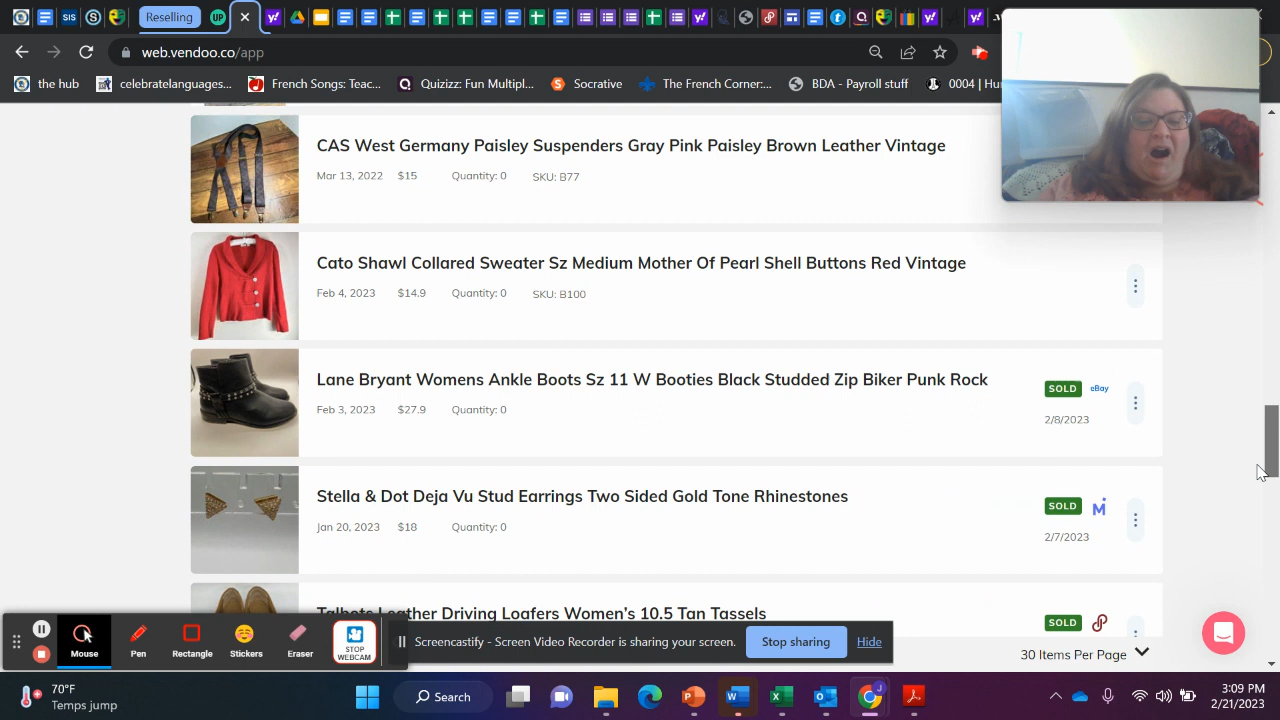 Reselling
UP
web.vendoo.co/app
the hub
celebratelanguages...
French Songs: Teac...
Quizizz: Fun Multipl...
Socrative
The French Corner:...
BDA - Payroll stuff
0004 | Hu
CAS West Germany Paisley Suspenders Gray Pink Paisley Brown Leather Vintage
Mar 13, 2022 $15 Quantity: 0 SKU: B77
Cato Shawl Collared Sweater Sz Medium Mother Of Pearl Shell Buttons Red Vintage
Feb 4, 2023 $14.9 Quantity: 0 SKU: B100
Lane Bryant Womens Ankle Boots Sz 11 W Booties Black Studded Zip Biker Punk Rock
SOLD eBay
Feb 3, 2023 $27.9 Quantity: 0
2/8/2023
Stella & Dot Deja Vu Stud Earrings Two Sided Gold Tone Rhinestones
SOLD M
Jan 20, 2023 $18 Quantity: 0
2/7/2023
Talbots Leather Driving Loafers Women's 10.5 Tan Tassels
SOLD
Mouse
Pen
Rectangle
Stickers
Eraser
STOP
WEBCAM
Screencastify - Screen Video Recorder is sharing your screen.
Stop sharing
Hide
30 Items Per Page
70°F
Temps jump
Search
3:09 PM
2/21/2023